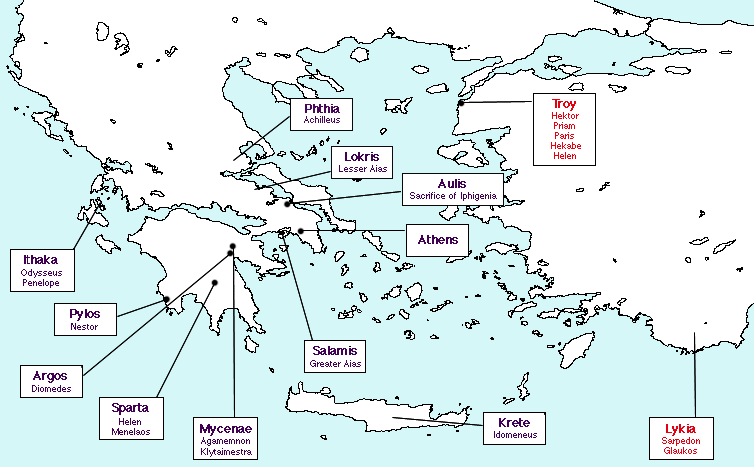 Phthia
Achilleus
Troy
Hektor
Priam
Paris
Hekabe
Helen
Lokris
Lesser Aias
Aulis
Sacrifice of Iphigenia
Athens
Ithaka
Odysseus
Penelope
Pylos
Nestor
Salamis
Greater Aias
Argos
Diomedes
Sparta
Helen
Menelaos
Mycenae
Agamemnon
Klytaimestra
Krete
Idomeneus
Lykia
Sarpedon
Glaukos